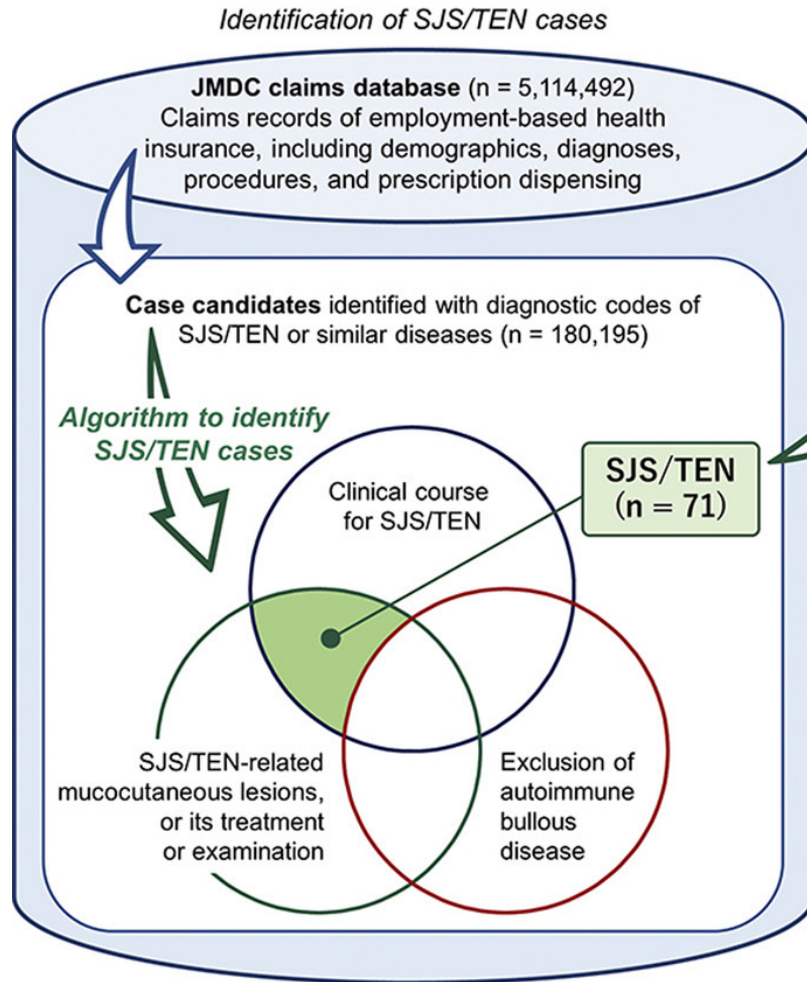 Identification of SJS/TEN cases
JMDC claims database (n = 5,114,492)
Claims records of employment-based health
insurance, including demographics, diagnoses,
procedures, and prescription dispensing
Case candidates identified with diagnostic codes of
SJS/TEN or similar diseases (n = 180,195)
Algorithm to identify
SJS/TEN cases
Clinical course
for SJS/TEN
SJS/TEN
(n = 71)
SJS/TEN-related
mucocutaneous lesions,
or its treatment
or examination
Exclusion of
autoimmune
bullous
disease